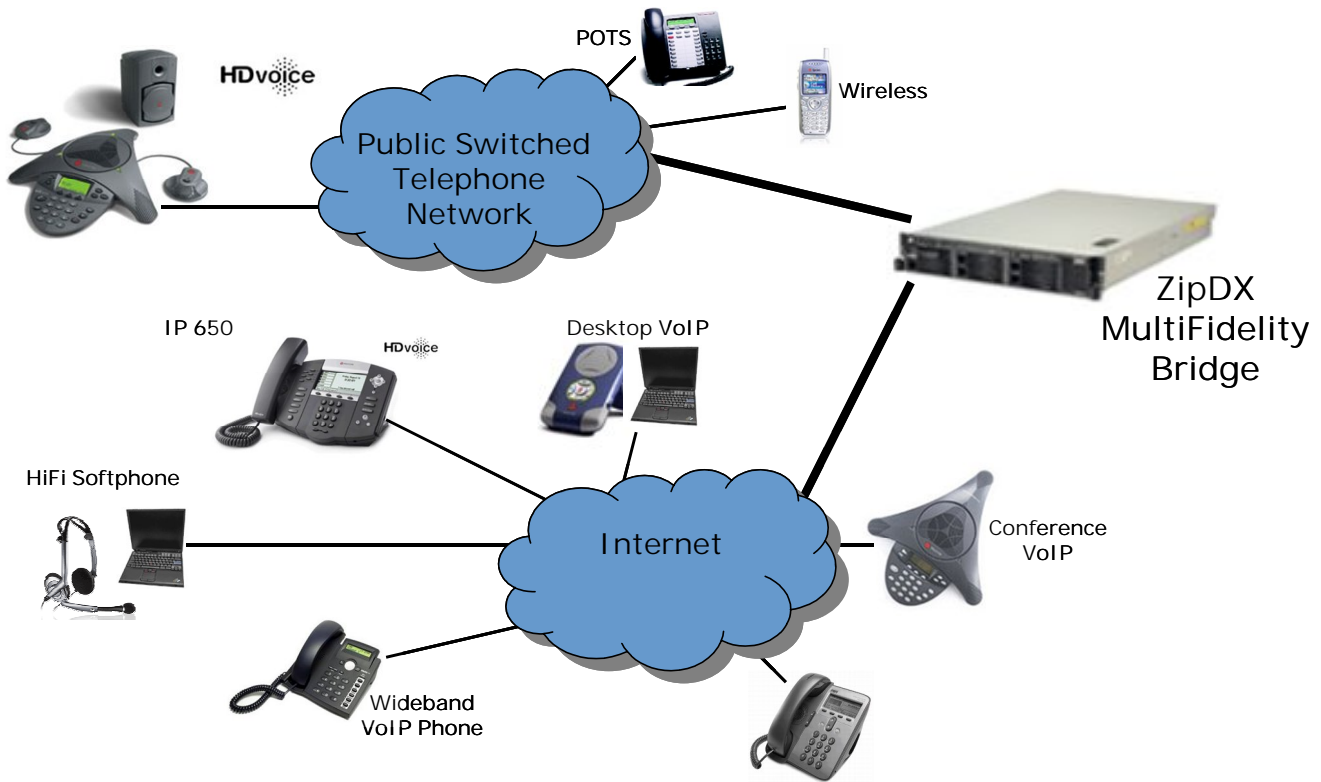 POTS
HDvoice
Wireless
Public Switched
Telephone
Network
ZipDX
MultiFidelity
Bridge
IP 650
HDvoice
Desktop VoIP
HiFi Softphone
Internet
Conference
VoIP
Wideband
VoIP Phone